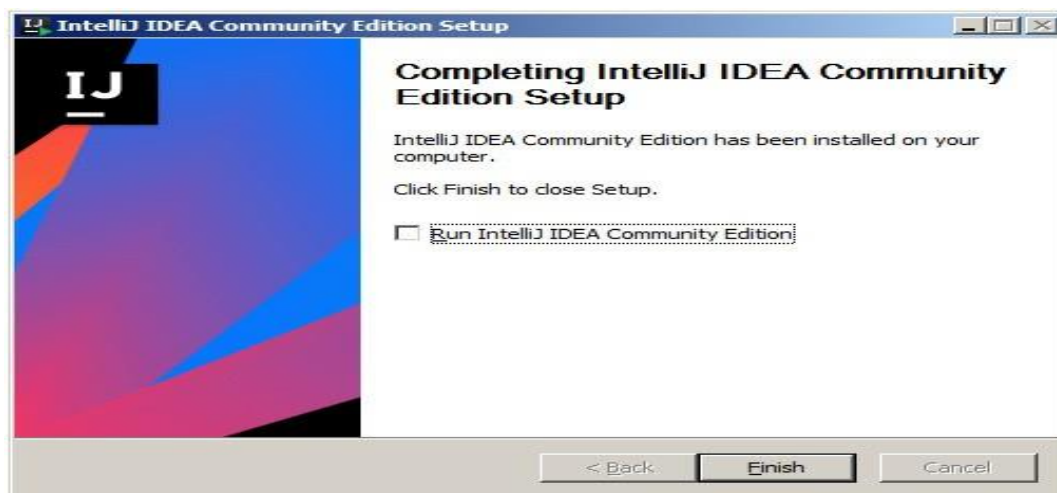 IntelliJ IDEA Community Edition Setup
IJ
Completing IntelliJ IDEA Community
Edition Setup
IntelliJ IDEA Community Edition has been installed on your
computer.
Click Finish to close Setup.
Run IntelliJ IDEA Community Edition
< Back
Finish
Cancel